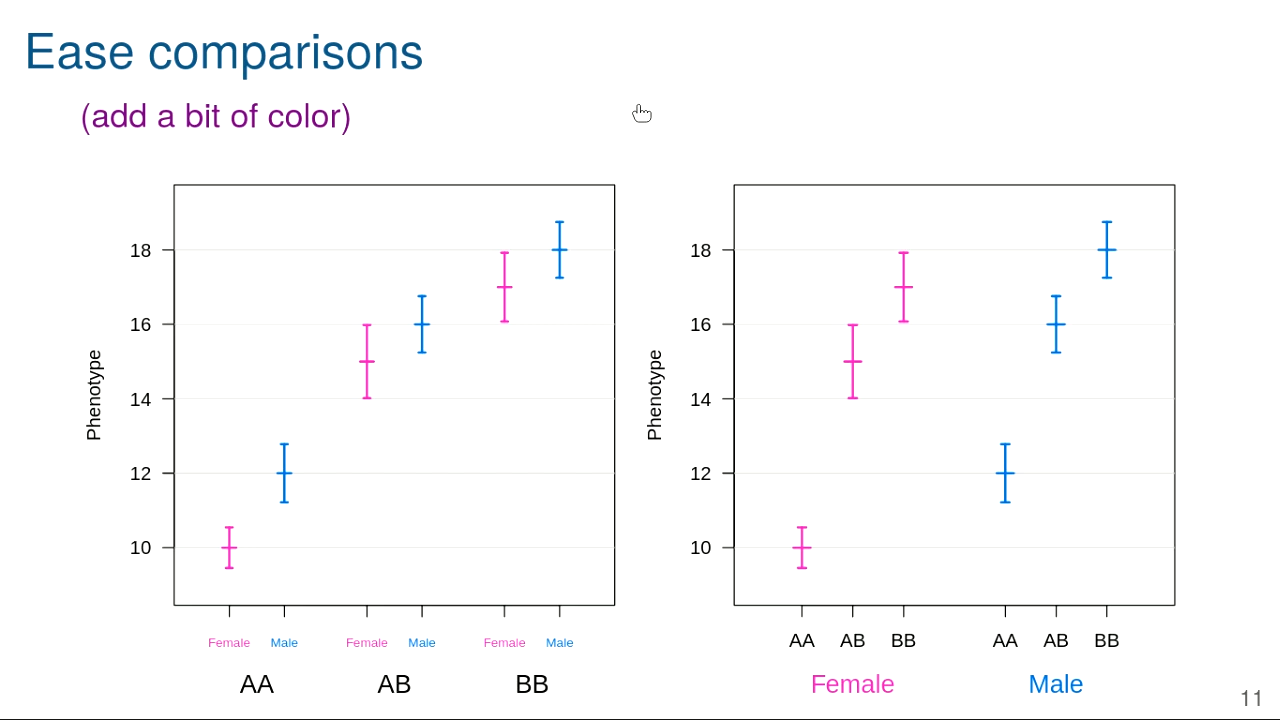 Ease comparisons
(add a bit of color)
Phenotype
18
16
14
12
10
Female Male Female Male Female Male
AA AB BB
Phenotype
18
16
14
12
10
AA AB BB AA AB BB
Female Male
11